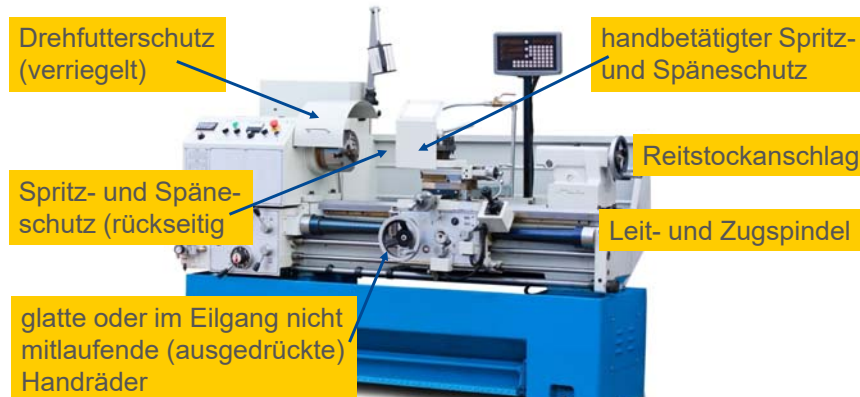 Drehfutterschutz
(verriegelt)
handbetätigter Spritz-
und Späneschutz
Reitstockanschlag
Spritz- und Späne-
schutz (rückseitig
Leit- und Zugspindel
glatte oder im Eilgang nicht
mitlaufende (ausgedrückte)
Handräder